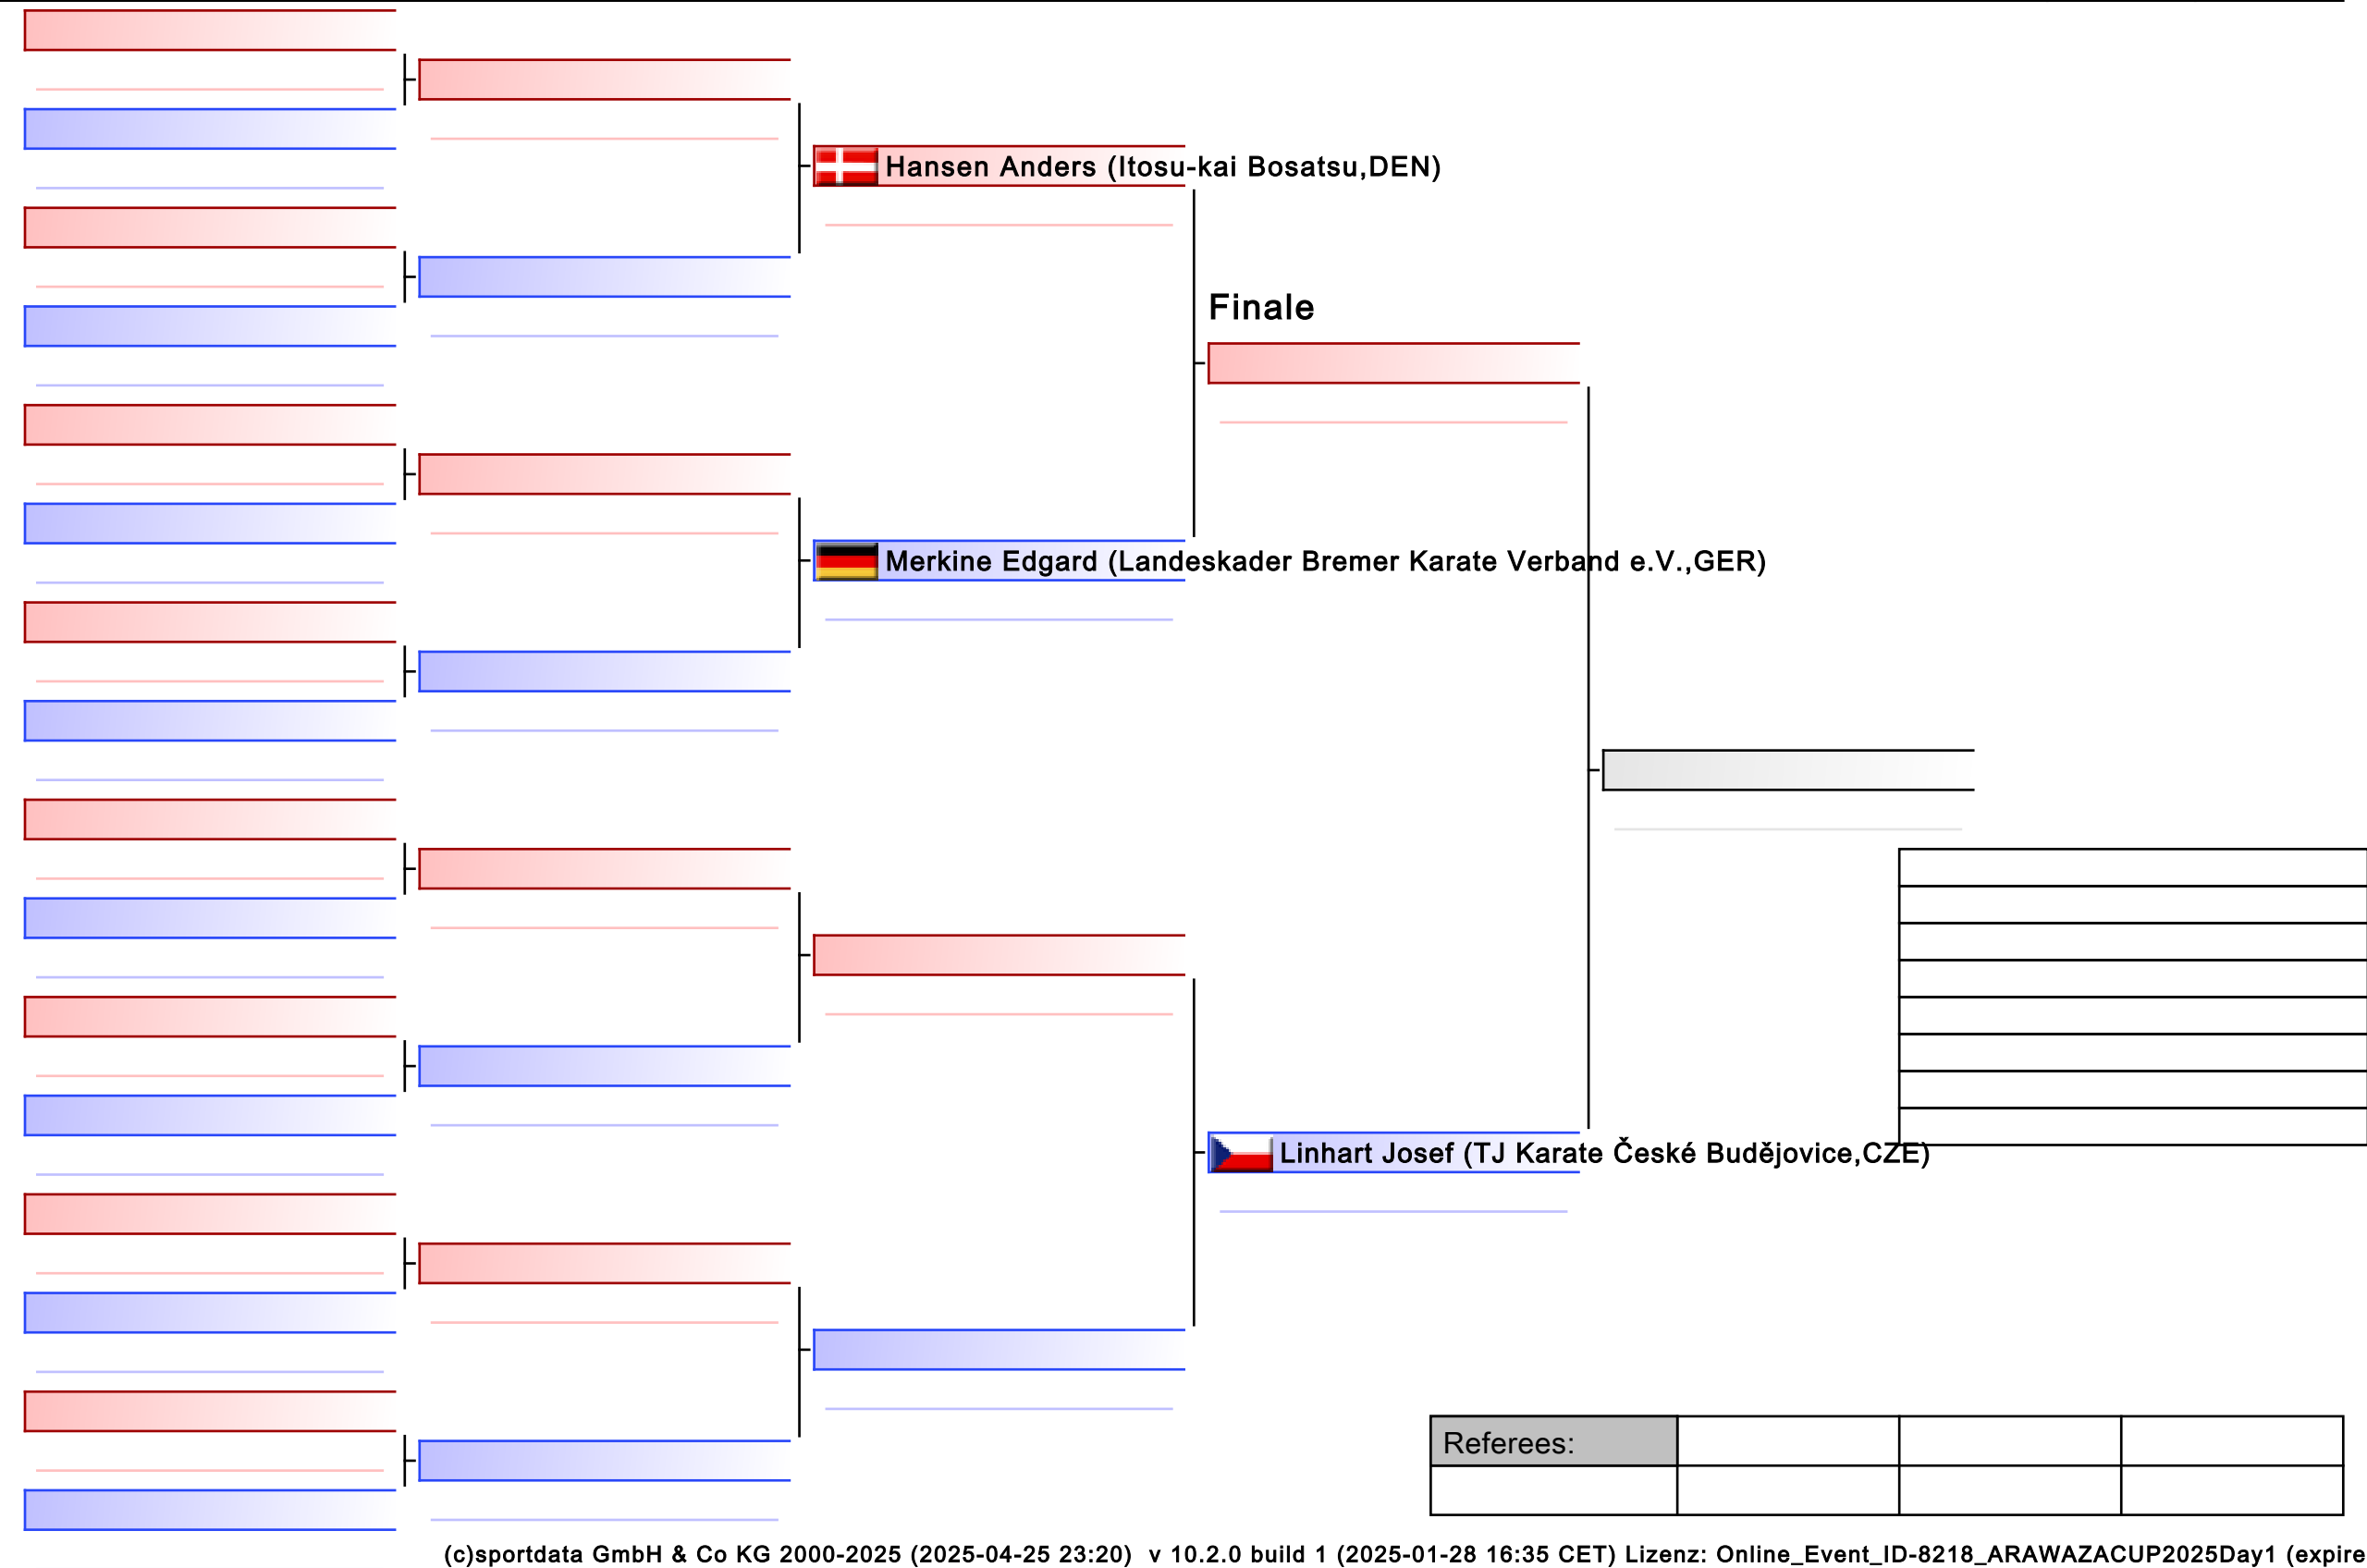 Hansen Anders (Itosu-kai Bosatsu,DEN)
Finale
Merkine Edgard (Landeskader Bremer Karate Verband e.V.,GER)
Linhart Josef (TJ Karate České Budějovice,CZE)
Referees:
(c)sportdata GmbH & Co KG 2000-2025 (2025-04-25 23:20) v 10.2.0 build 1 (2025-01-28 16:35 CET) Lizenz: Online_Event_ID-8218_ARAWAZACUP2025Day1 (expire